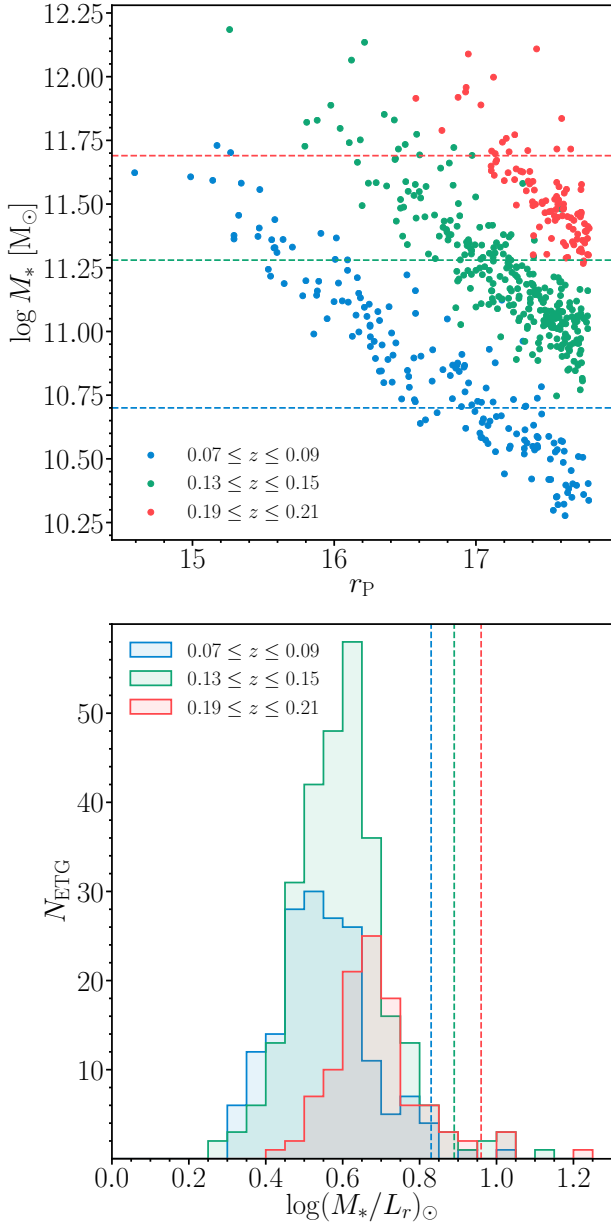 12.25
12.00
11.75
11.50
11.25
11.00
10.75
10.50
10.25
log M∗ [M⊙]
0.07 ≤ z ≤ 0.09
0.13 ≤ z ≤ 0.15
0.19 ≤ z ≤ 0.21
15 16 17
r_P
0.07 ≤ z ≤ 0.09
0.13 ≤ z ≤ 0.15
0.19 ≤ z ≤ 0.21
50
40
30
20
10
N_ETG
0.0 0.2 0.4 0.6 0.8 1.0 1.2
log(M∗/L_r)⊙